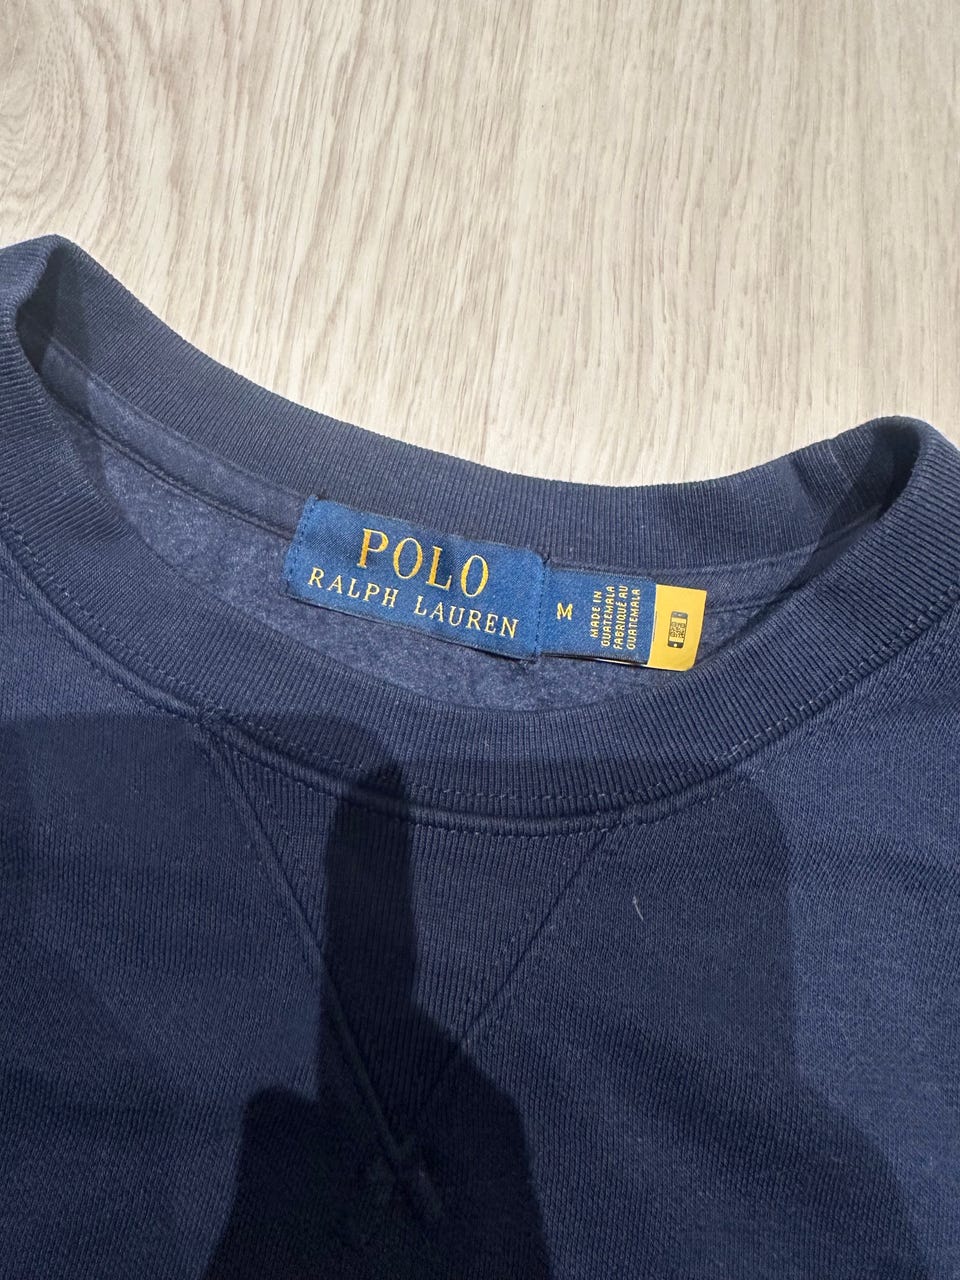 POLO
RALPH LAUREN
M
MADE IN
GUATEMALA
FABRIQUÉ AU
GUATEMALA